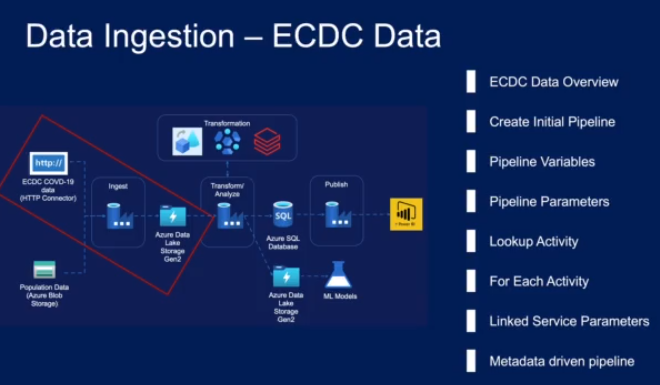 Data Ingestion – ECDC Data
ECDC Data Overview
Create Initial Pipeline
Pipeline Variables
Pipeline Parameters
Lookup Activity
For Each Activity
Linked Service Parameters
Metadata driven pipeline
Transformation
http://
ECDC COVD-19
data
(HTTP Connector)
Ingest
Transform/
Analyze
Publish
SQL
Power BI
Azure Data
Lake
Storage
Gen2
Azure SQL
Database
Population Data
(Azure Blob
Storage)
Azure Data
Lake
Storage
Gen2
ML Models